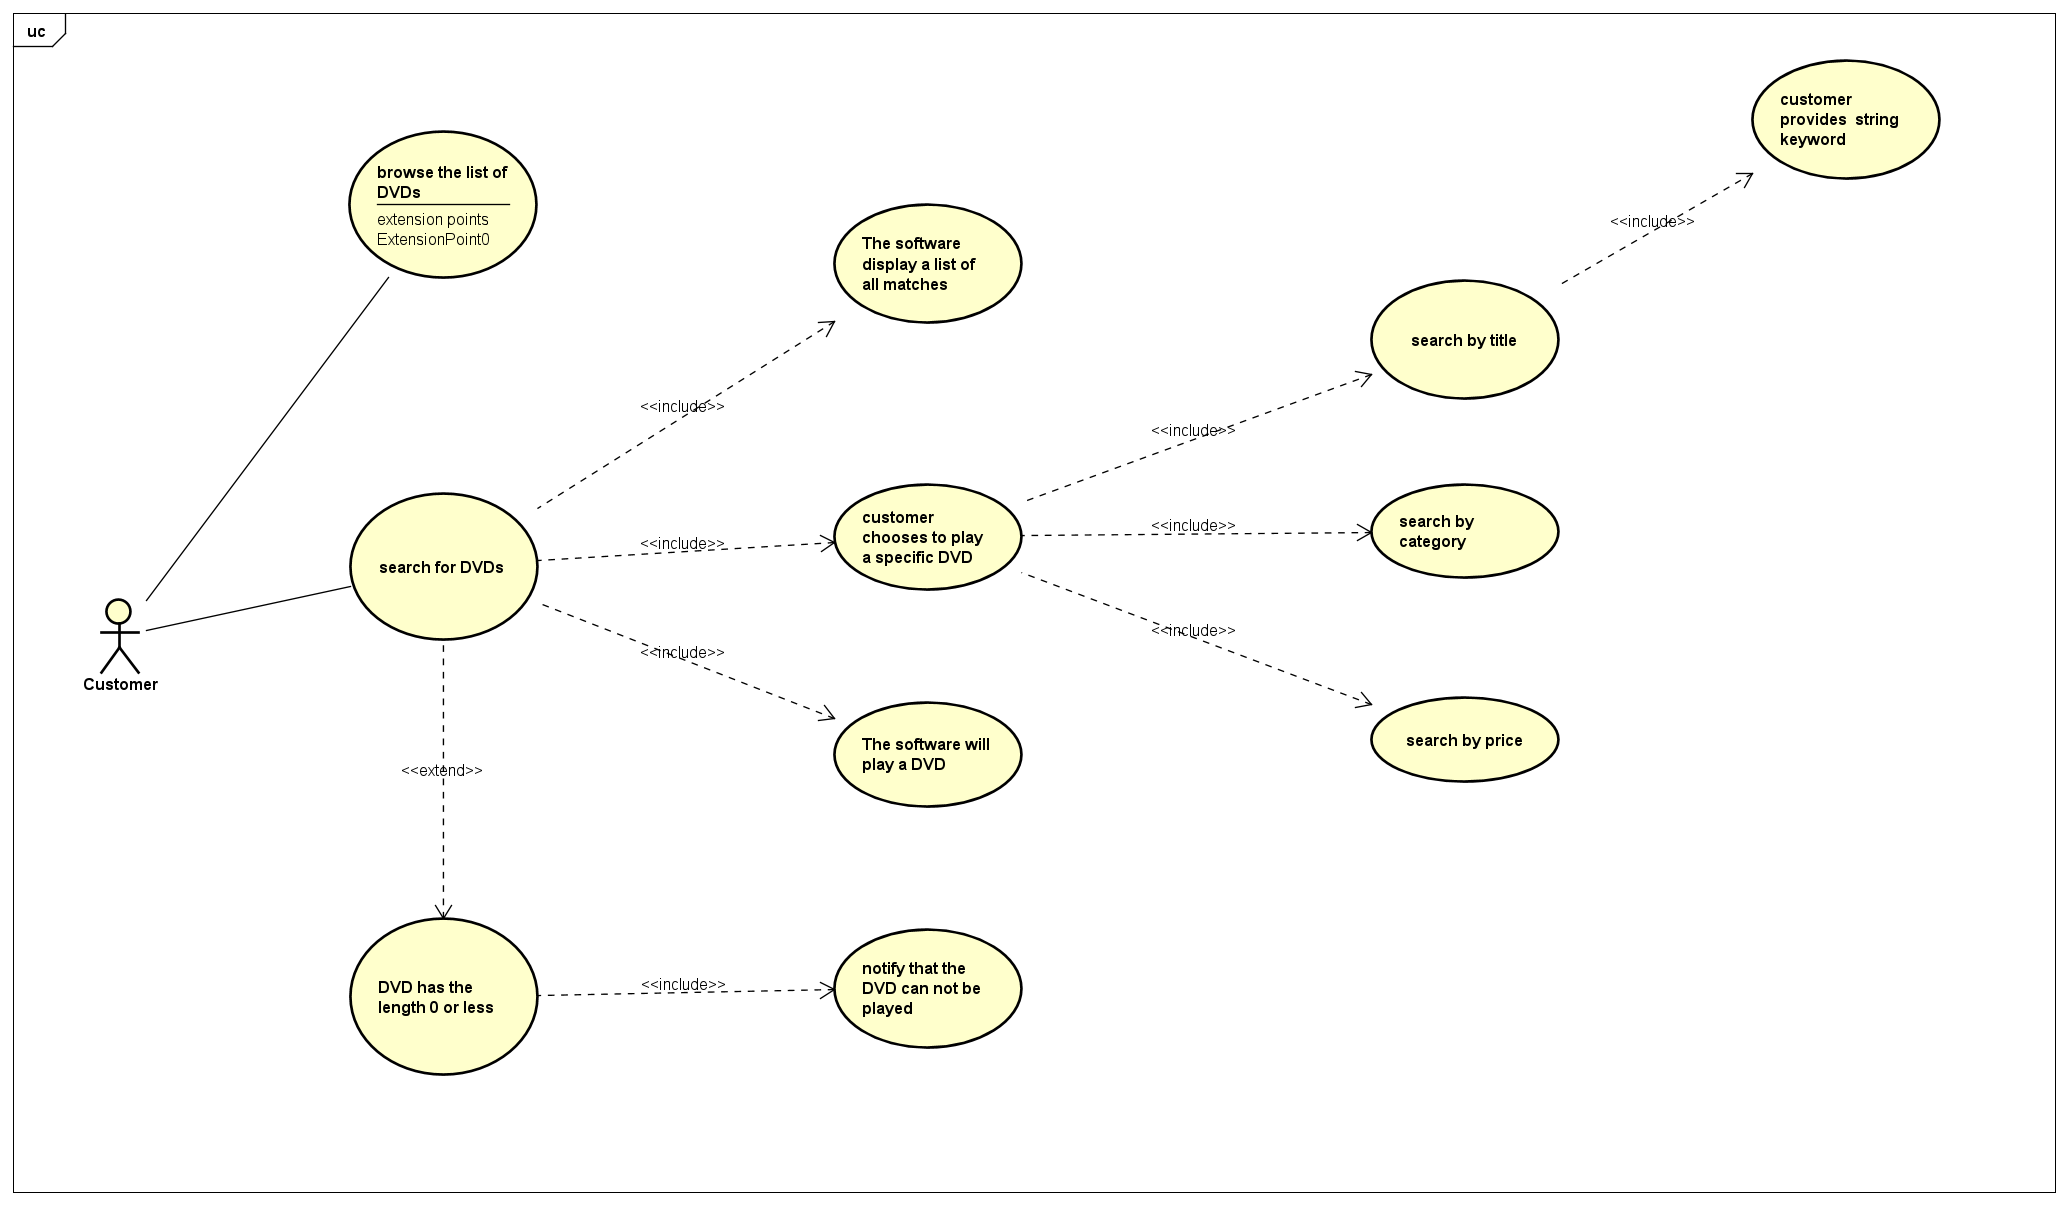 uc
customer
provides  string
keyword
browse the list of
DVDs
extension points
ExtensionPoint0
<<include>>
The software
display a list of
all matches
search by title
<<include>>
<<include>>
customer
chooses to play
a specific DVD
<<include>>
search by
category
<<include>>
search for DVDs
<<include>>
<<include>>
Customer
The software will
play a DVD
search by price
<<extend>>
DVD has the
length 0 or less
<<include>>
notify that the
DVD can not be
played